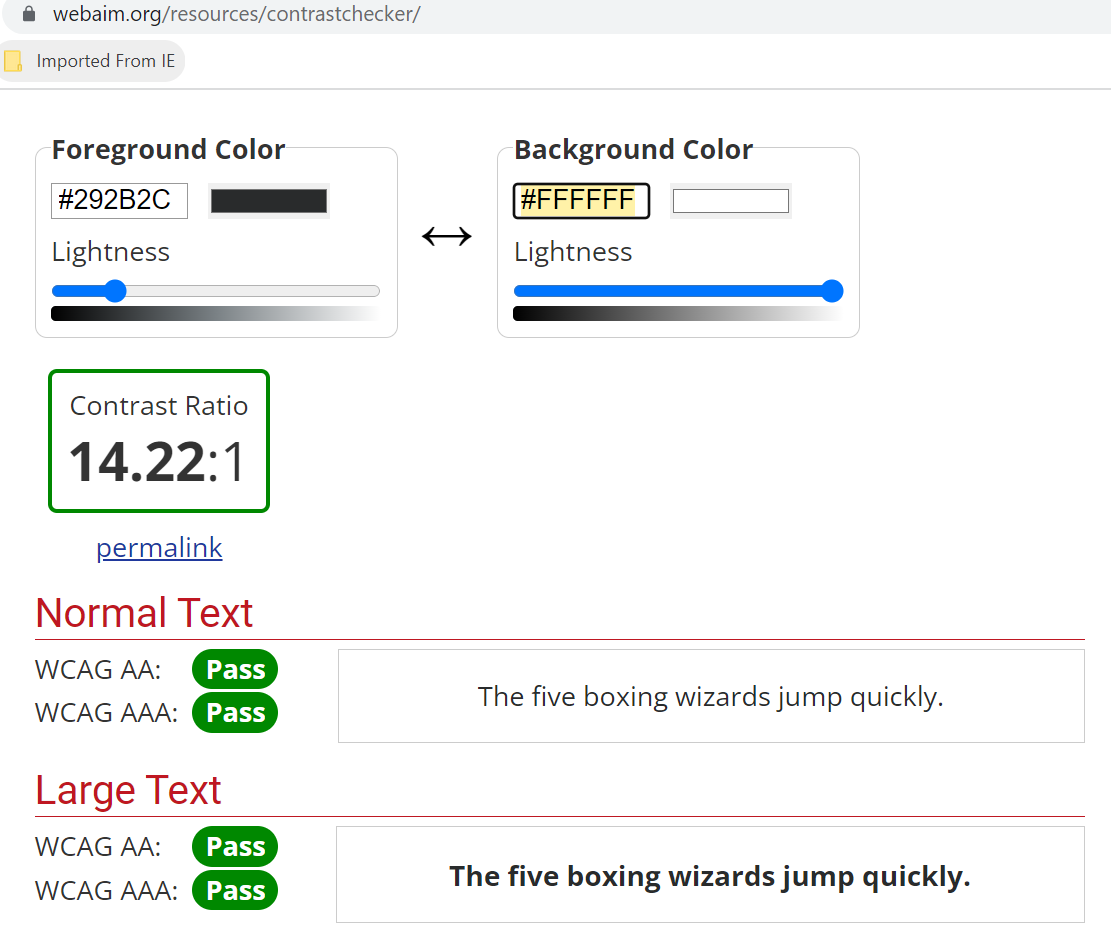 webaim.org/resources/contrastchecker/
Imported From IE
Foreground Color
#292B2C
Lightness
Background Color
#FFFFFF
Lightness
Contrast Ratio
14.22:1
permalink
Normal Text
WCAG AA: Pass
WCAG AAA: Pass
The five boxing wizards jump quickly.
Large Text
WCAG AA: Pass
WCAG AAA: Pass
The five boxing wizards jump quickly.